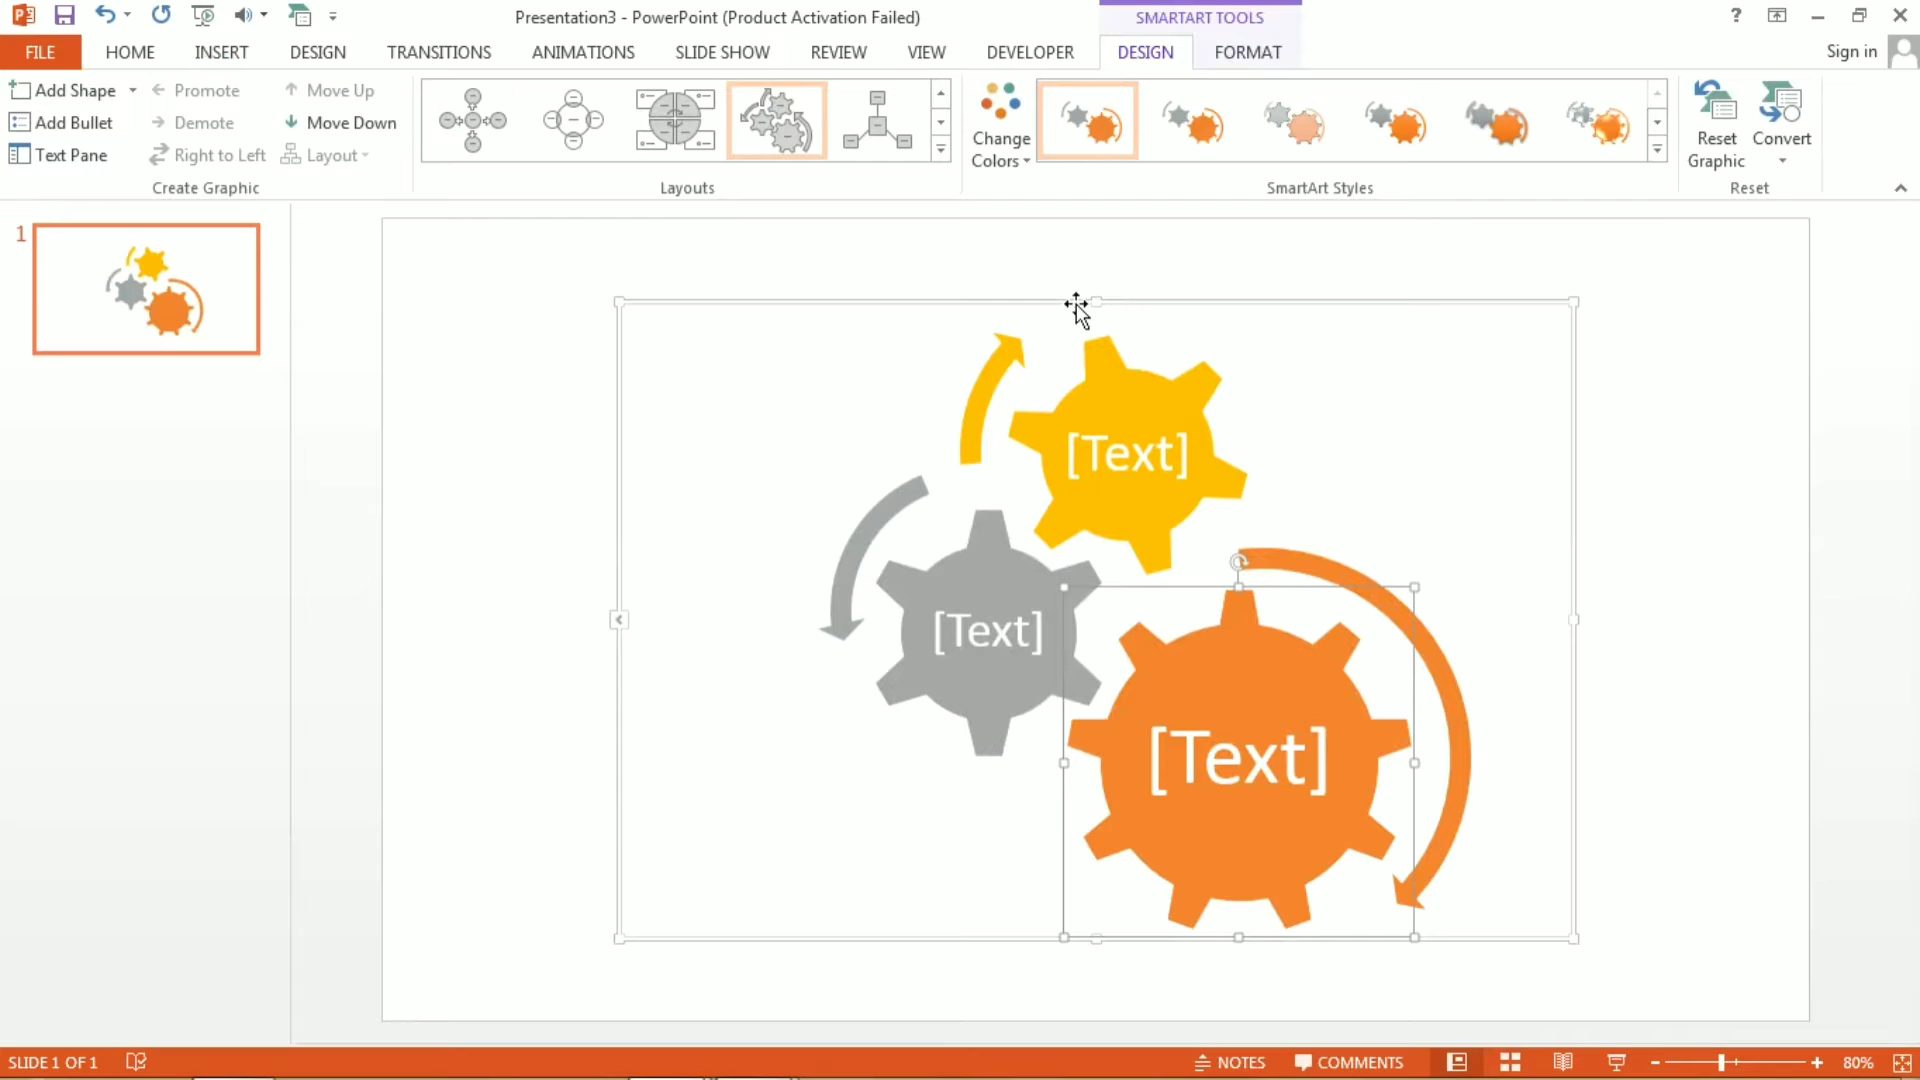 Presentation3 - PowerPoint (Product Activation Failed)
SMARTART TOOLS
?
FILE HOME INSERT DESIGN TRANSITIONS ANIMATIONS SLIDE SHOW REVIEW VIEW DEVELOPER DESIGN FORMAT Sign in
Add Shape Promote Move Up
Add Bullet Demote Move Down
Text Pane Right to Left Layout
Create Graphic
Layouts
Change
Colors
SmartArt Styles
Reset
Graphic
Convert
Reset
1
[Text]
[Text]
[Text]
SLIDE 1 OF 1 NOTES COMMENTS 80%